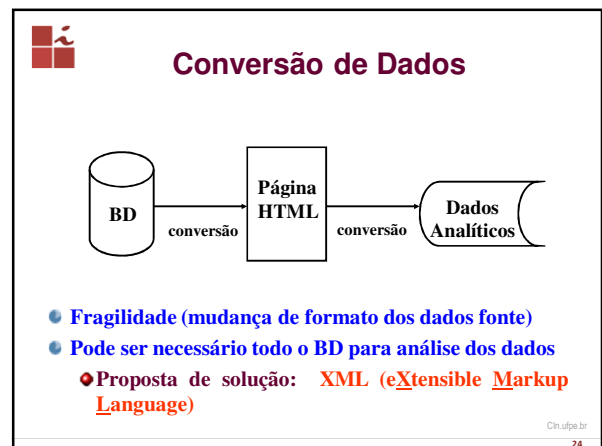 Conversão de Dados
BD
conversão
Página
HTML
conversão
Dados
Analíticos
Fragilidade (mudança de formato dos dados fonte)
Pode ser necessário todo o BD para análise dos dados
Proposta de solução: XML (eXtensible Markup
Language)
CIn.ufpe.br
24